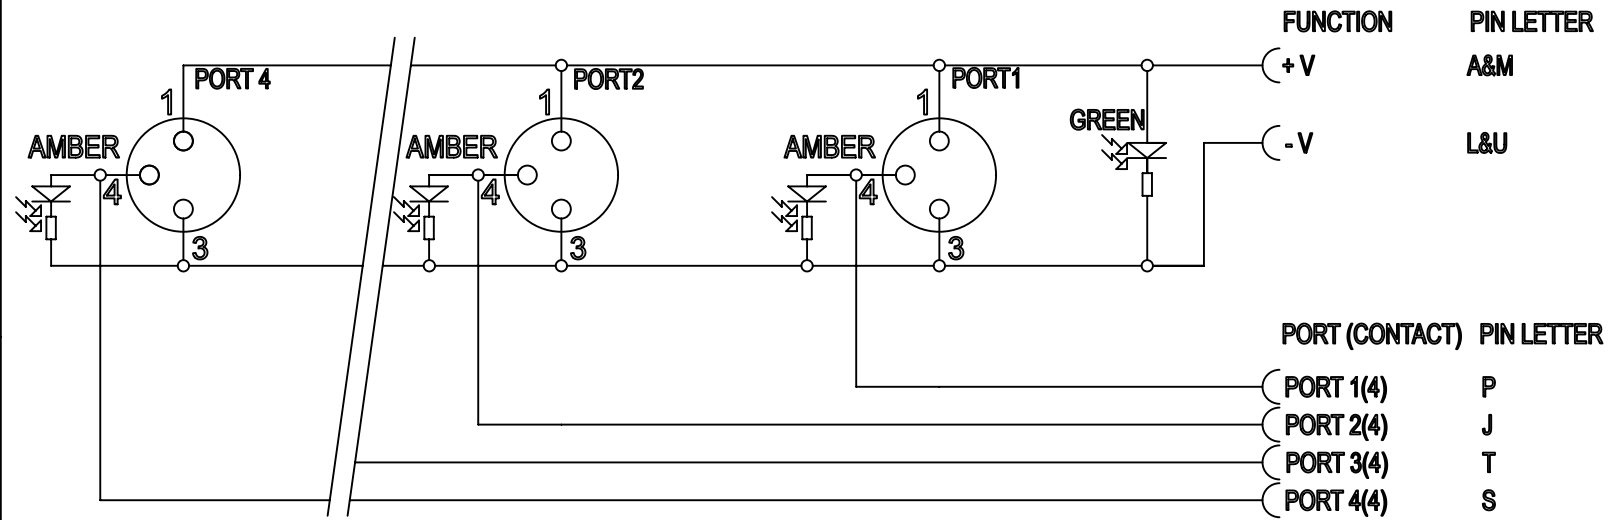 FUNCTION PIN LETTER
+ V A&M
- V L&U
PORT 4
PORT2
PORT1
1
1
1
AMBER
AMBER
AMBER
GREEN
4
4
4
3
3
3
PORT (CONTACT) PIN LETTER
PORT 1(4) P
PORT 2(4) J
PORT 3(4) T
PORT 4(4) S